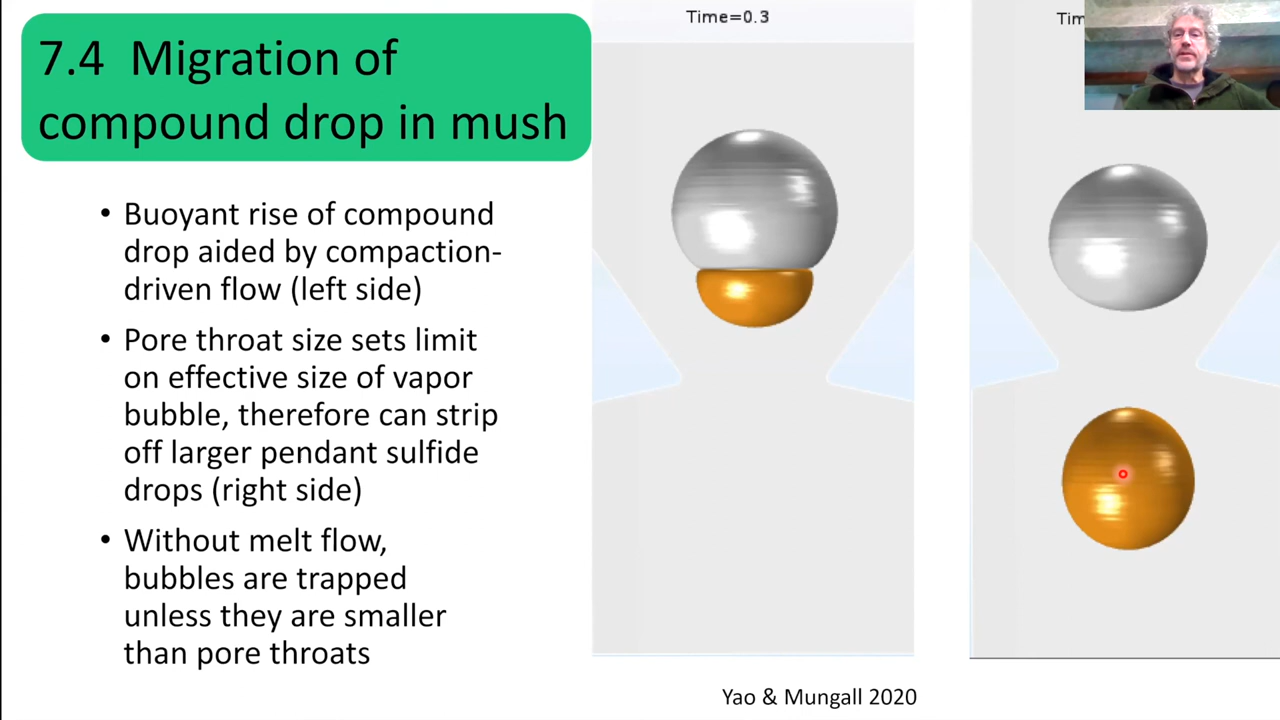 7.4 Migration of
compound drop in mush
• Buoyant rise of compound
drop aided by compaction-
driven flow (left side)
• Pore throat size sets limit
on effective size of vapor
bubble, therefore can strip
off larger pendant sulfide
drops (right side)
• Without melt flow,
bubbles are trapped
unless they are smaller
than pore throats
Time=0.3
Tim
Yao & Mungall 2020